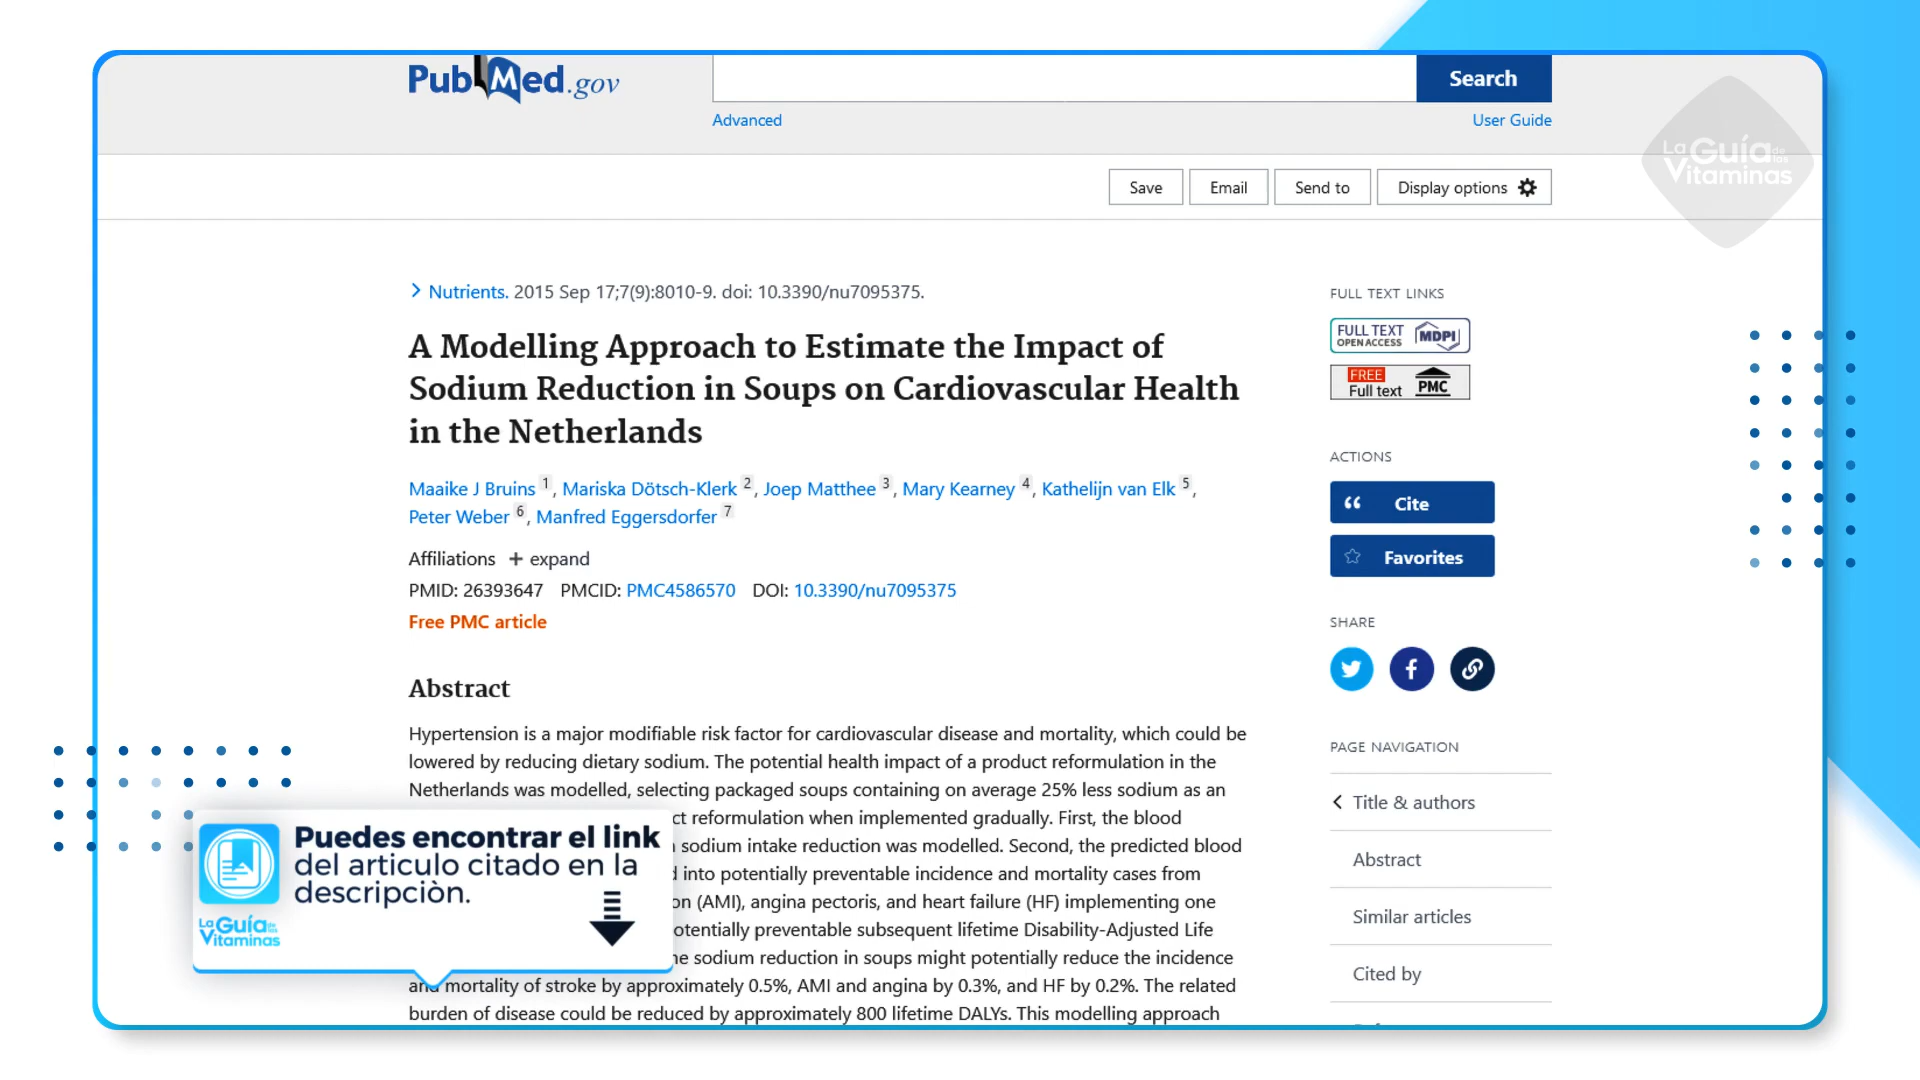 PubMed.gov
Search
Advanced
User Guide
La Guía de las Vitaminas
Save
Email
Send to
Display options
Nutrients. 2015 Sep 17;7(9):8010-9. doi: 10.3390/nu7095375.
A Modelling Approach to Estimate the Impact of
Sodium Reduction in Soups on Cardiovascular Health
in the Netherlands
Maaike J Bruins 1, Mariska Dötsch-Klerk 2, Joep Matthee 3, Mary Kearney 4, Kathelijn van Elk 5,
Peter Weber 6, Manfred Eggersdorfer 7
Affiliations + expand
PMID: 26393647 PMCID: PMC4586570 DOI: 10.3390/nu7095375
Free PMC article
Abstract
Hypertension is a major modifiable risk factor for cardiovascular disease and mortality, which could be
lowered by reducing dietary sodium. The potential health impact of a product reformulation in the
Netherlands was modelled, selecting packaged soups containing on average 25% less sodium as an
ct reformulation when implemented gradually. First, the blood
sodium intake reduction was modelled. Second, the predicted blood
into potentially preventable incidence and mortality cases from
on (AMI), angina pectoris, and heart failure (HF) implementing one
otentially preventable subsequent lifetime Disability-Adjusted Life
ne sodium reduction in soups might potentially reduce the incidence
and mortality of stroke by approximately 0.5%, AMI and angina by 0.3%, and HF by 0.2%. The related
burden of disease could be reduced by approximately 800 lifetime DALYs. This modelling approach
Puedes encontrar el link
del articulo citado en la
descripciòn.
La Guía de las Vitaminas
FULL TEXT LINKS
FULL TEXT
OPEN ACCESS
MDPI
FREE
Full text
PMC
ACTIONS
Cite
Favorites
SHARE
PAGE NAVIGATION
Title & authors
Abstract
Similar articles
Cited by